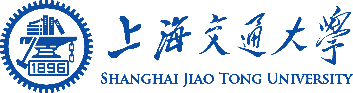 1896
上海交通大學
SHANGHAI JIAO TONG UNIVERSITY